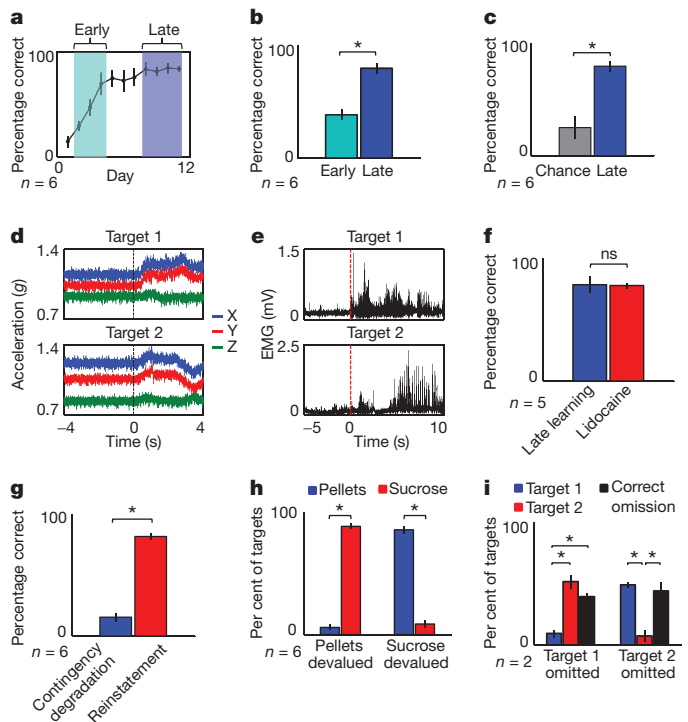 a
Early
Late
Percentage correct
100
0
0
12
Day
n = 6
b
Percentage correct
100
0
*
Early Late
n = 6
c
Percentage correct
100
0
*
Chance Late
n = 6
d
Target 1
1.4
0.7
Target 2
1.4
0.7
Acceleration (g)
X
Y
Z
−4 0 4
Time (s)
e
Target 1
1.5
0
Target 2
2.5
0
EMG (mV)
−5 0 5 10
Time (s)
f
Percentage correct
100
0
ns
Late learning
Lidocaine
n = 5
g
Percentage correct
100
0
*
Contingency
degradation
Reinstatement
n = 6
h
Pellets Sucrose
Per cent of targets
100
0
* *
Pellets
devalued
Sucrose
devalued
n = 6
i
Target 1
Target 2
Correct
omission
Per cent of targets
100
0
*
* * *
Target 1
omitted
Target 2
omitted
n = 2